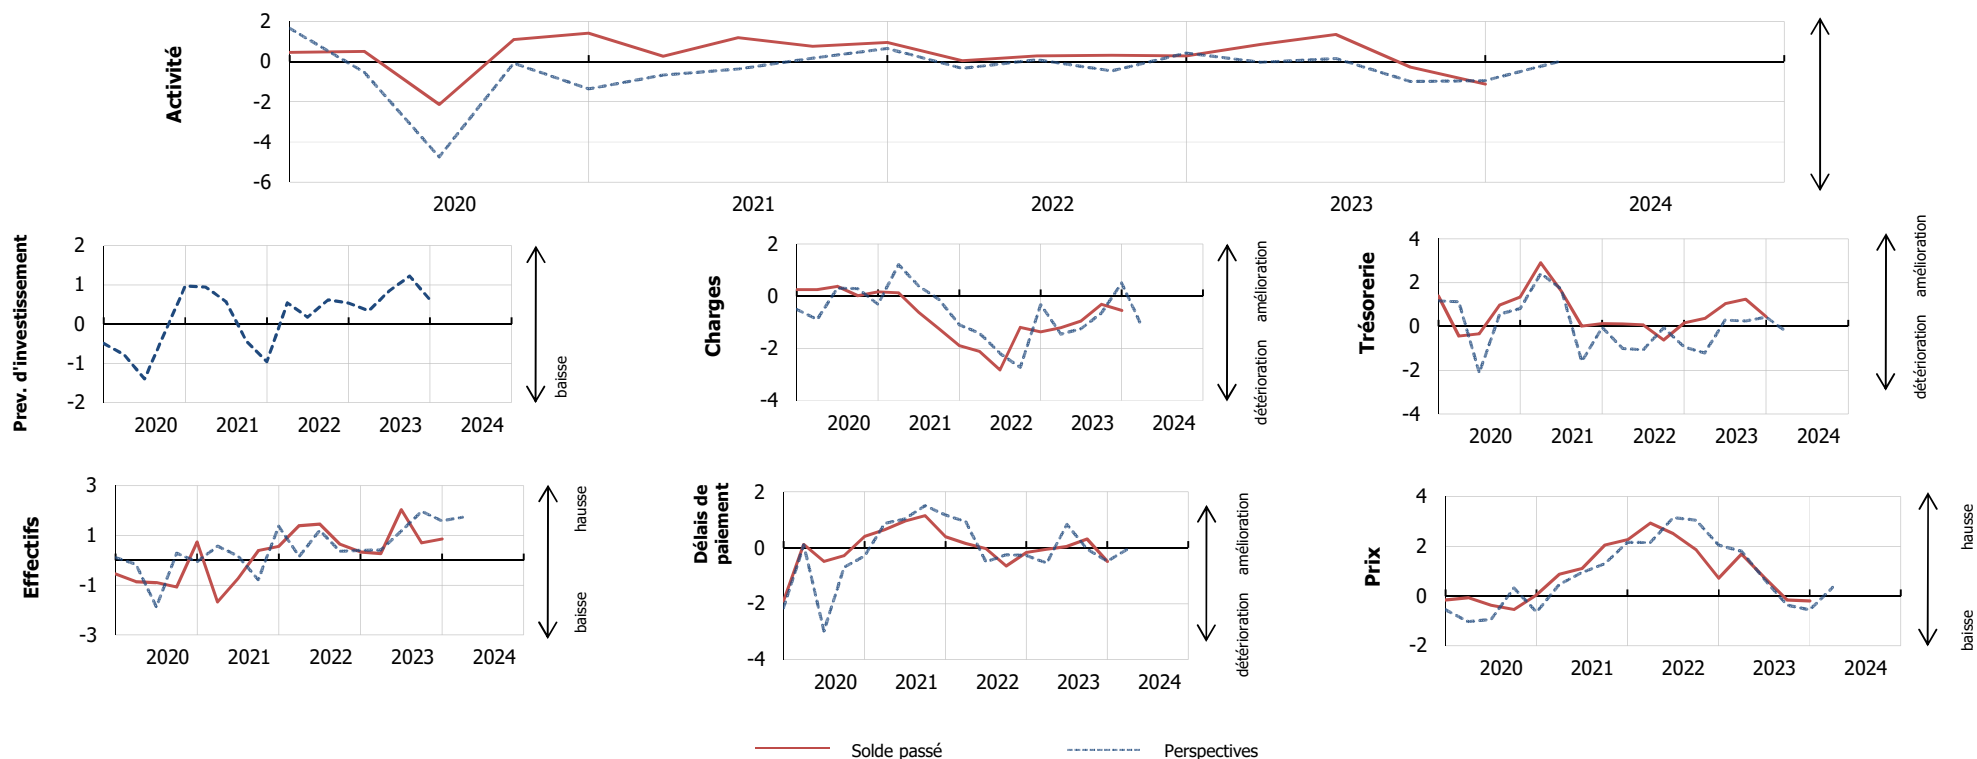 Activité
2
0
-2
-4
-6
2020 2021 2022 2023 2024
Prev. d'investissement
2
1
0
-1
-2
2020 2021 2022 2023 2024
baisse
Charges
2
0
-2
-4
2020 2021 2022 2023 2024
détérioration amélioration
Trésorerie
4
2
0
-2
-4
2020 2021 2022 2023 2024
détérioration amélioration
Effectifs
3
1
-1
-3
2020 2021 2022 2023 2024
baisse hausse
Délais de
paiement
2
0
-2
-4
2020 2021 2022 2023 2024
détérioration amélioration
Prix
4
2
0
-2
2020 2021 2022 2023 2024
baisse hausse
Solde passé Perspectives